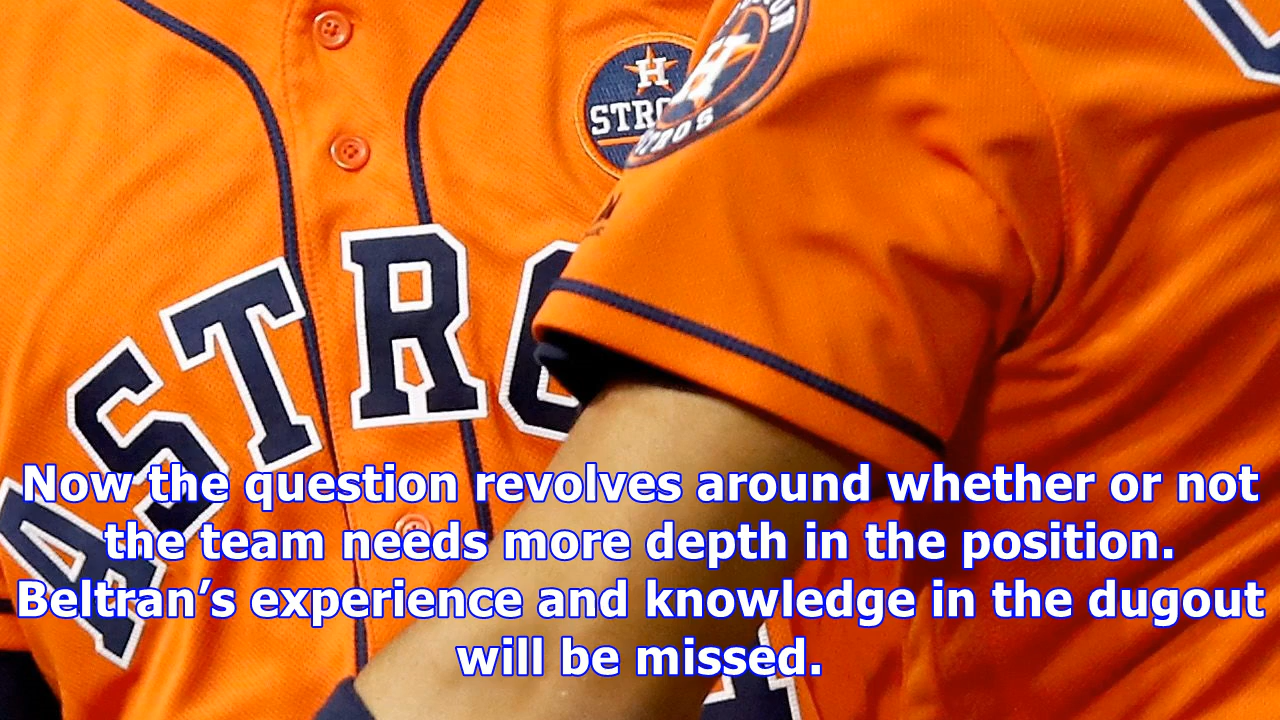 H
STRO
H
STROS
ASTRO
Now the question revolves around whether or not
the team needs more depth in the position.
Beltran’s experience and knowledge in the dugout
will be missed.